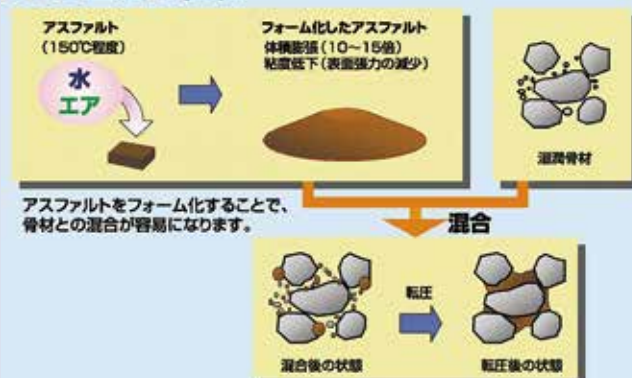 アスファルト
(150℃程度)
水
エア
フォーム化したアスファルト
体積膨張(10〜15倍)
粘度低下(表面張力の減少)
湿潤骨材
アスファルトをフォーム化することで、
骨材との混合が容易になります。
混合
転圧
混合後の状態
転圧後の状態